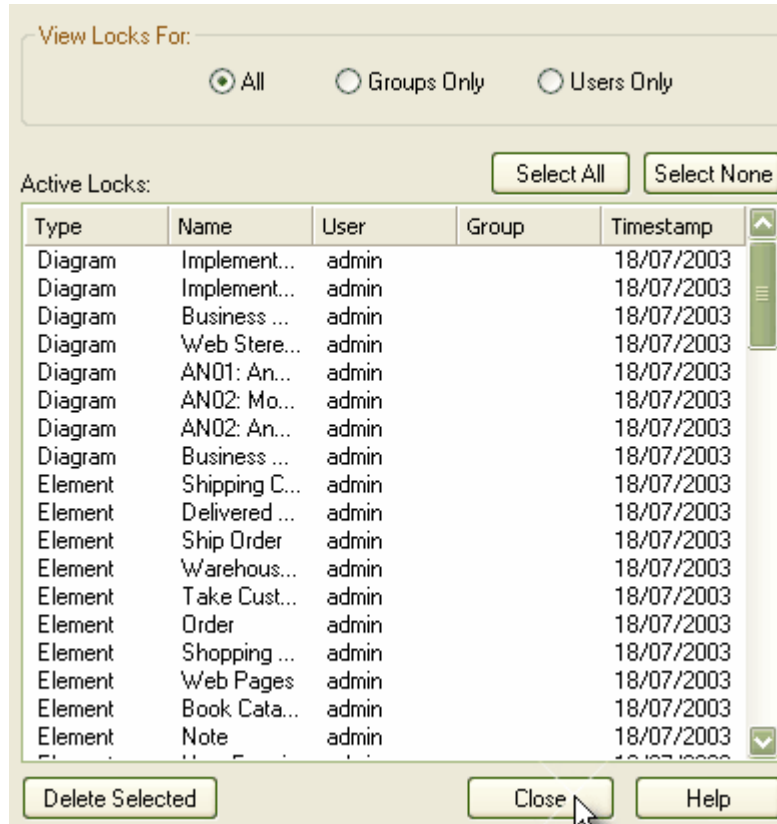 View Locks For:
All Groups Only Users Only
Active Locks: Select All Select None
Type Name User Group Timestamp
Diagram Implement... admin 18/07/2003
Diagram Implement... admin 18/07/2003
Diagram Business ... admin 18/07/2003
Diagram Web Stere... admin 18/07/2003
Diagram AN01: An... admin 18/07/2003
Diagram AN02: Mo... admin 18/07/2003
Diagram AN02: An... admin 18/07/2003
Diagram Business ... admin 18/07/2003
Element Shipping C... admin 18/07/2003
Element Delivered ... admin 18/07/2003
Element Ship Order admin 18/07/2003
Element Warehous... admin 18/07/2003
Element Take Cust... admin 18/07/2003
Element Order admin 18/07/2003
Element Shopping ... admin 18/07/2003
Element Web Pages admin 18/07/2003
Element Book Cata... admin 18/07/2003
Element Note admin 18/07/2003
Delete Selected Close Help